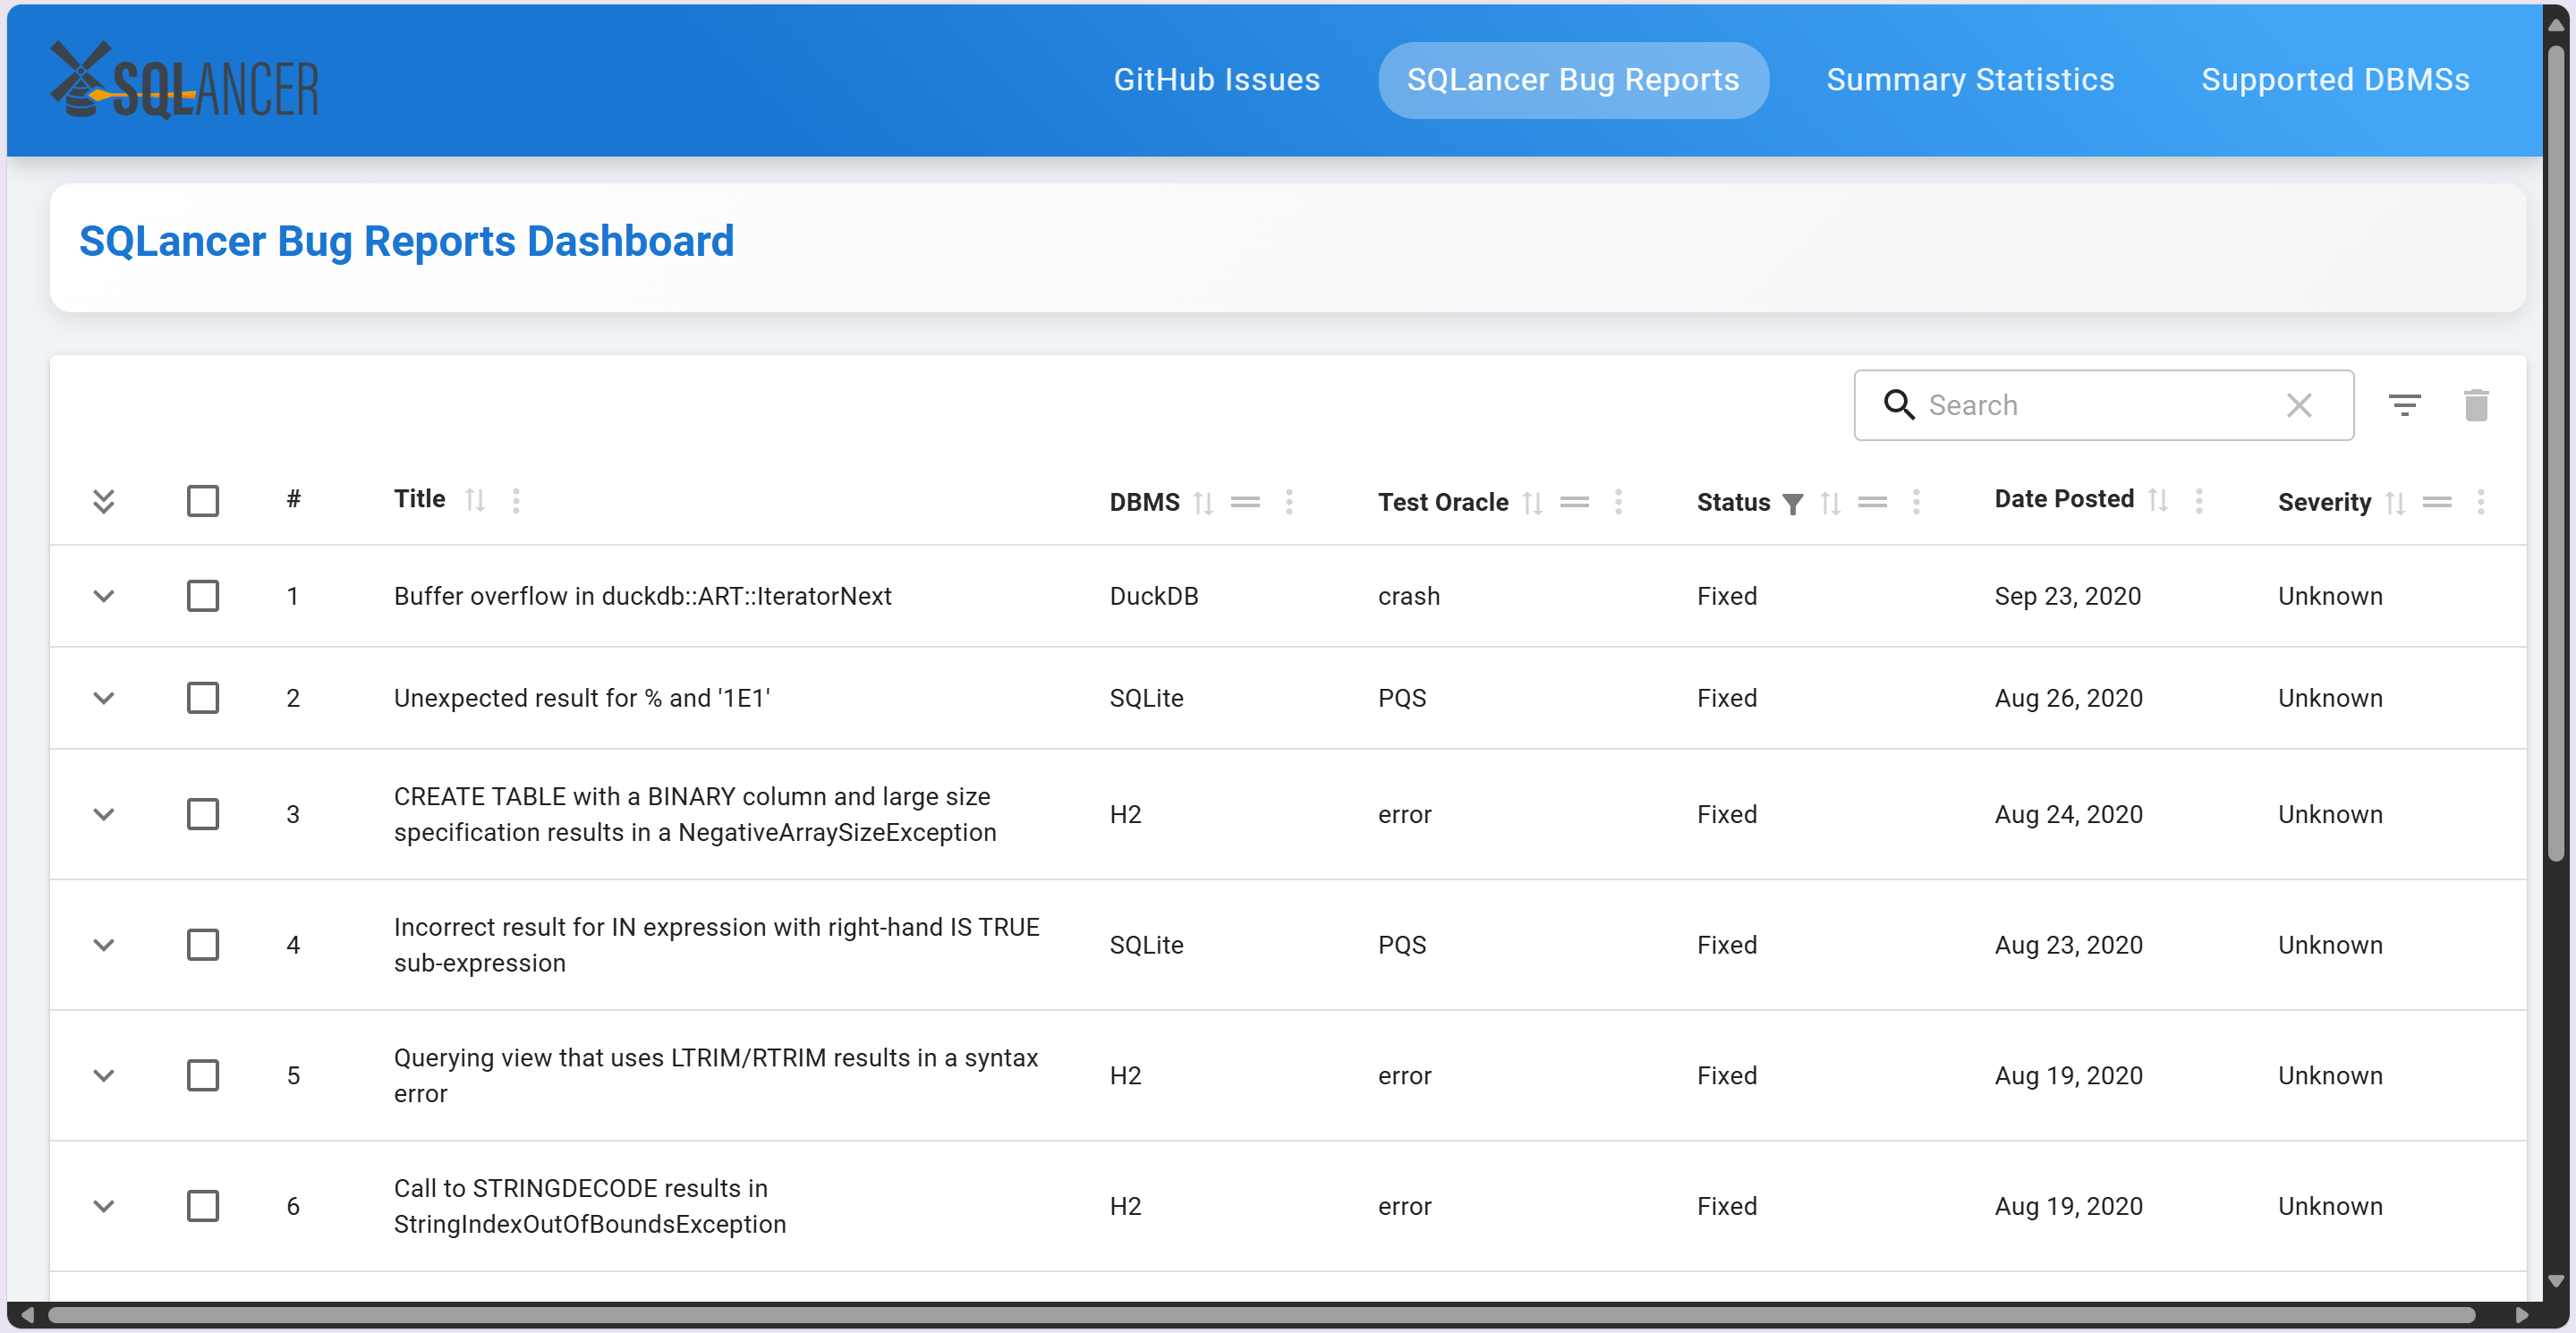 SQLANCER
GitHub Issues
SQLancer Bug Reports
Summary Statistics
Supported DBMSs
SQLancer Bug Reports Dashboard
Search
# Title DBMS Test Oracle Status Date Posted Severity
1 Buffer overflow in duckdb::ART::IteratorNext DuckDB crash Fixed Sep 23, 2020 Unknown
2 Unexpected result for % and '1E1' SQLite PQS Fixed Aug 26, 2020 Unknown
3 CREATE TABLE with a BINARY column and large size
specification results in a NegativeArraySizeException H2 error Fixed Aug 24, 2020 Unknown
4 Incorrect result for IN expression with right-hand IS TRUE
sub-expression SQLite PQS Fixed Aug 23, 2020 Unknown
5 Querying view that uses LTRIM/RTRIM results in a syntax
error H2 error Fixed Aug 19, 2020 Unknown
6 Call to STRINGDECODE results in
StringIndexOutOfBoundsException H2 error Fixed Aug 19, 2020 Unknown